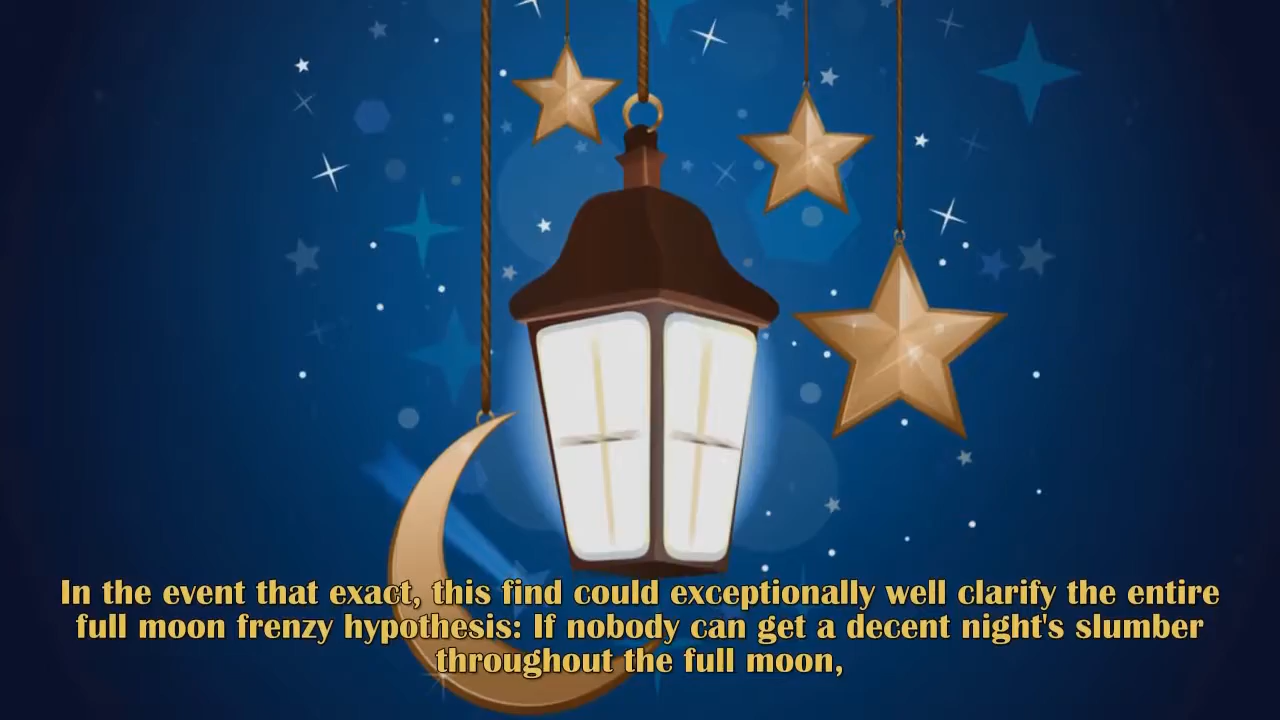 In the event that exact, this find could exceptionally well clarify the entire
full moon frenzy hypothesis: If nobody can get a decent night's slumber
throughout the full moon,